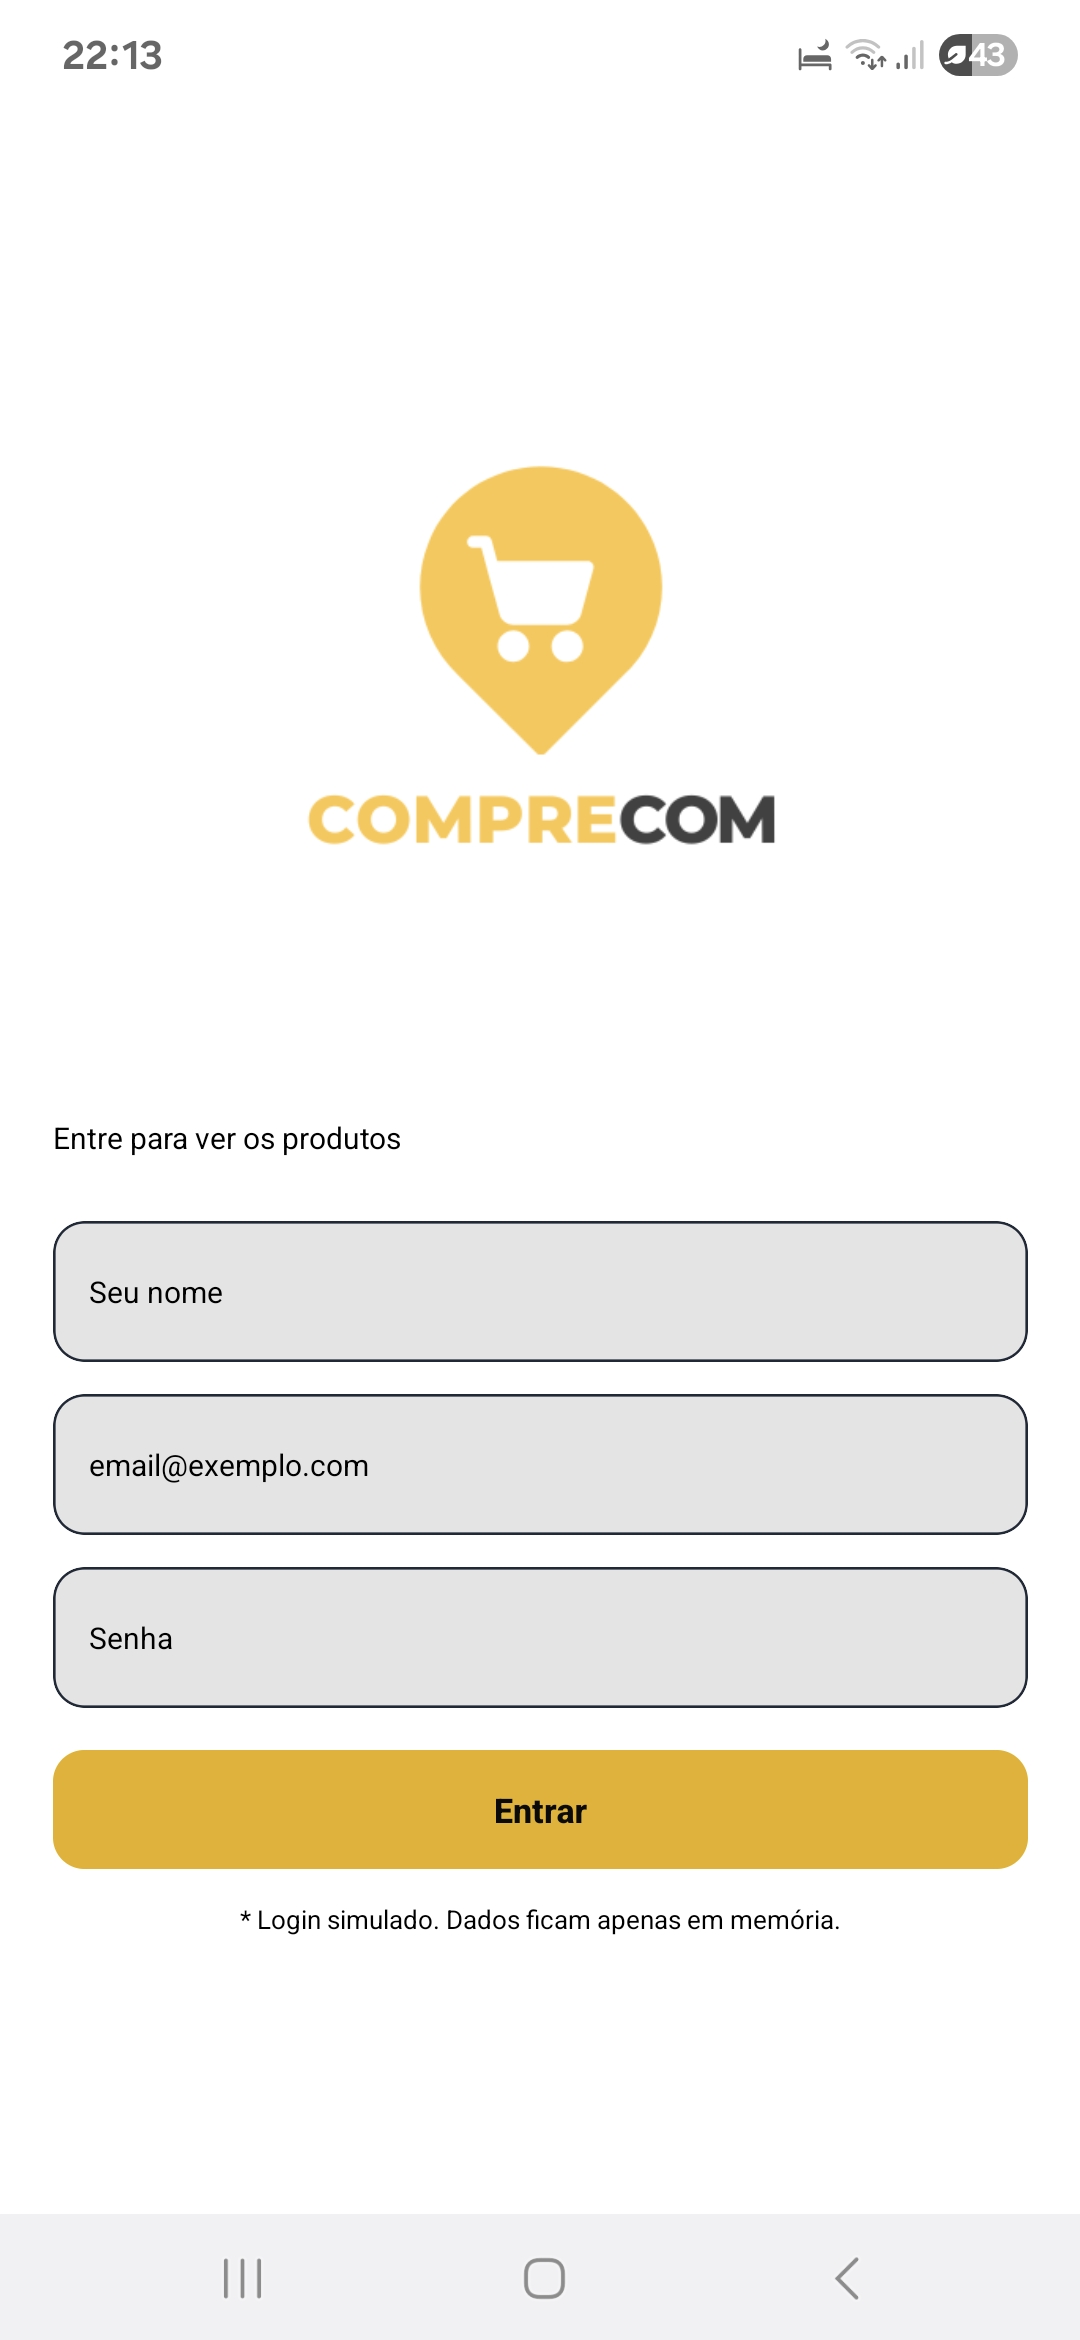 22:13
43
COMPRECOM
Entre para ver os produtos
Seu nome
email@exemplo.com
Senha
Entrar
* Login simulado. Dados ficam apenas em memória.